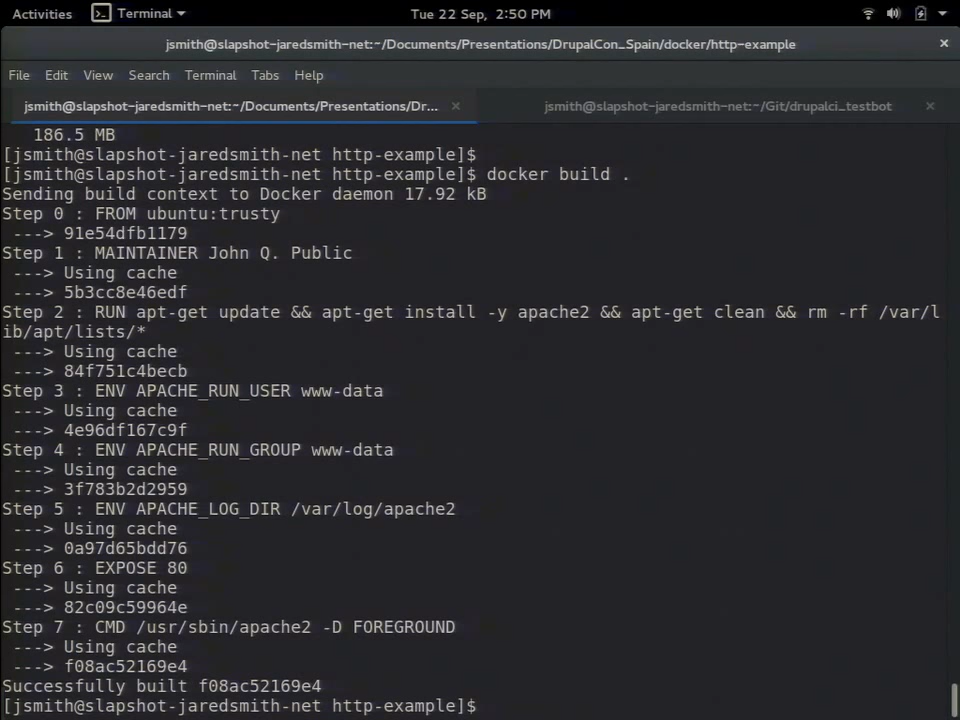 Activities Terminal Tue 22 Sep, 2:50 PM
jsmith@slapshot-jaredsmith-net:~/Documents/Presentations/DrupalCon_Spain/docker/http-example
File Edit View Search Terminal Tabs Help
jsmith@slapshot-jaredsmith-net:~/Documents/Presentations/Dr... jsmith@slapshot-jaredsmith-net:~/Git/drupalci_testbot
186.5 MB
[jsmith@slapshot-jaredsmith-net http-example]$
[jsmith@slapshot-jaredsmith-net http-example]$ docker build .
Sending build context to Docker daemon 17.92 kB
Step 0 : FROM ubuntu:trusty
---> 91e54dfb1179
Step 1 : MAINTAINER John Q. Public
---> Using cache
---> 5b3cc8e46edf
Step 2 : RUN apt-get update && apt-get install -y apache2 && apt-get clean && rm -rf /var/l
ib/apt/lists/*
---> Using cache
---> 84f751c4becb
Step 3 : ENV APACHE_RUN_USER www-data
---> Using cache
---> 4e96df167c9f
Step 4 : ENV APACHE_RUN_GROUP www-data
---> Using cache
---> 3f783b2d2959
Step 5 : ENV APACHE_LOG_DIR /var/log/apache2
---> Using cache
---> 0a97d65bdd76
Step 6 : EXPOSE 80
---> Using cache
---> 82c09c59964e
Step 7 : CMD /usr/sbin/apache2 -D FOREGROUND
---> Using cache
---> f08ac52169e4
Successfully built f08ac52169e4
[jsmith@slapshot-jaredsmith-net http-example]$